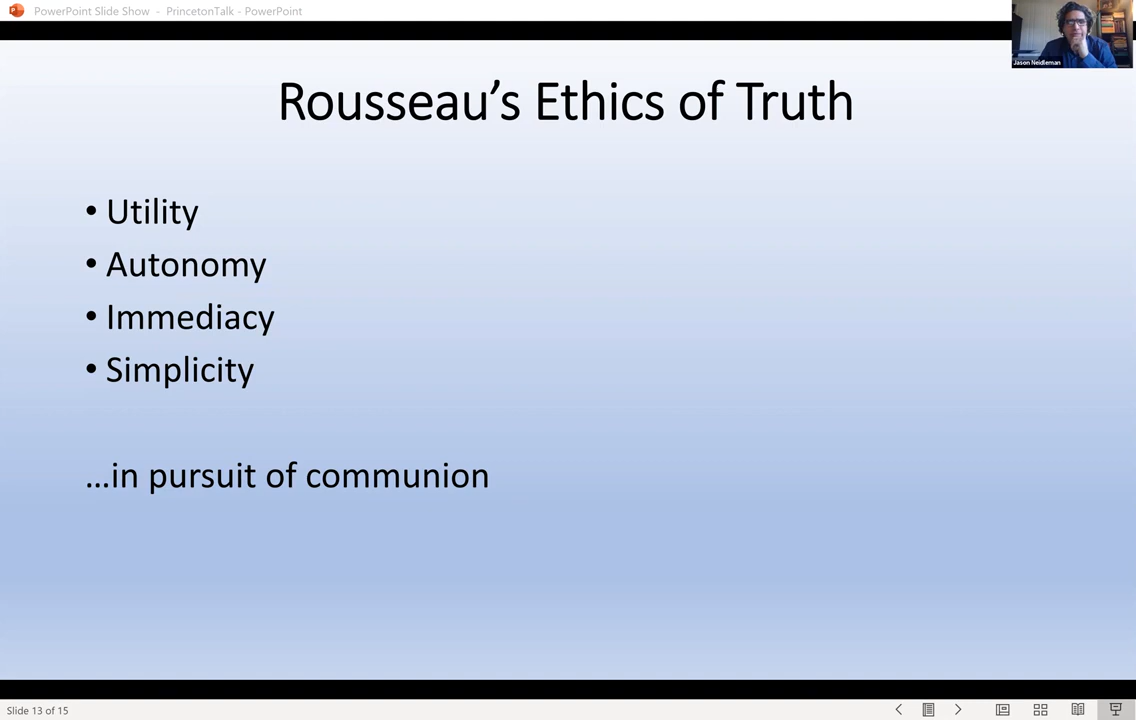 PowerPoint Slide Show - PrincetonTalk - PowerPoint
Jason Neidleman
Rousseau’s Ethics of Truth
• Utility
• Autonomy
• Immediacy
• Simplicity
…in pursuit of communion
Slide 13 of 15